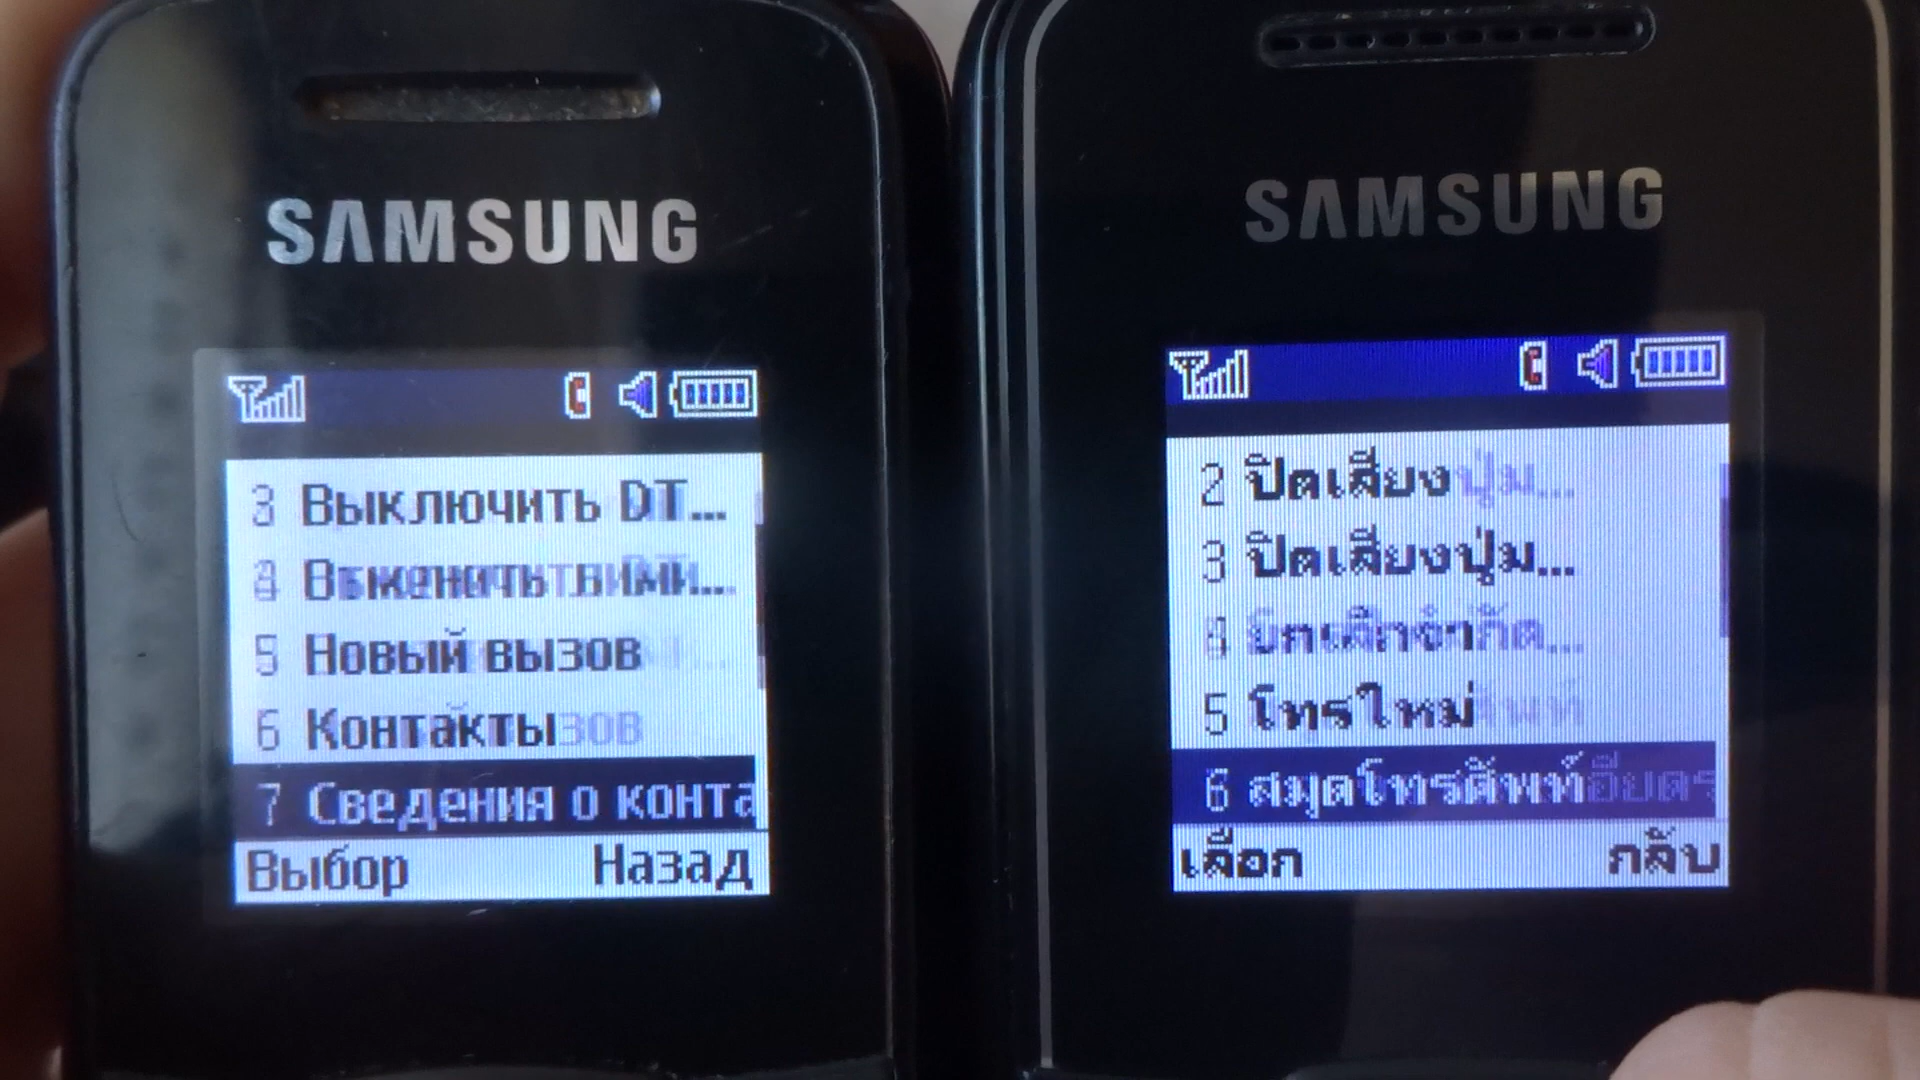 SAMSUNG
3 Выключить DT...
5 Новый вызов
6 Контакты
7 Сведения о конта
Выбор Назад
SAMSUNG
2 ปิดเสียง
3 ปิดเสียงปุ่ม...
5 โทรใหม่
6 สมุดโทรศัพท์
เลือก กลับ